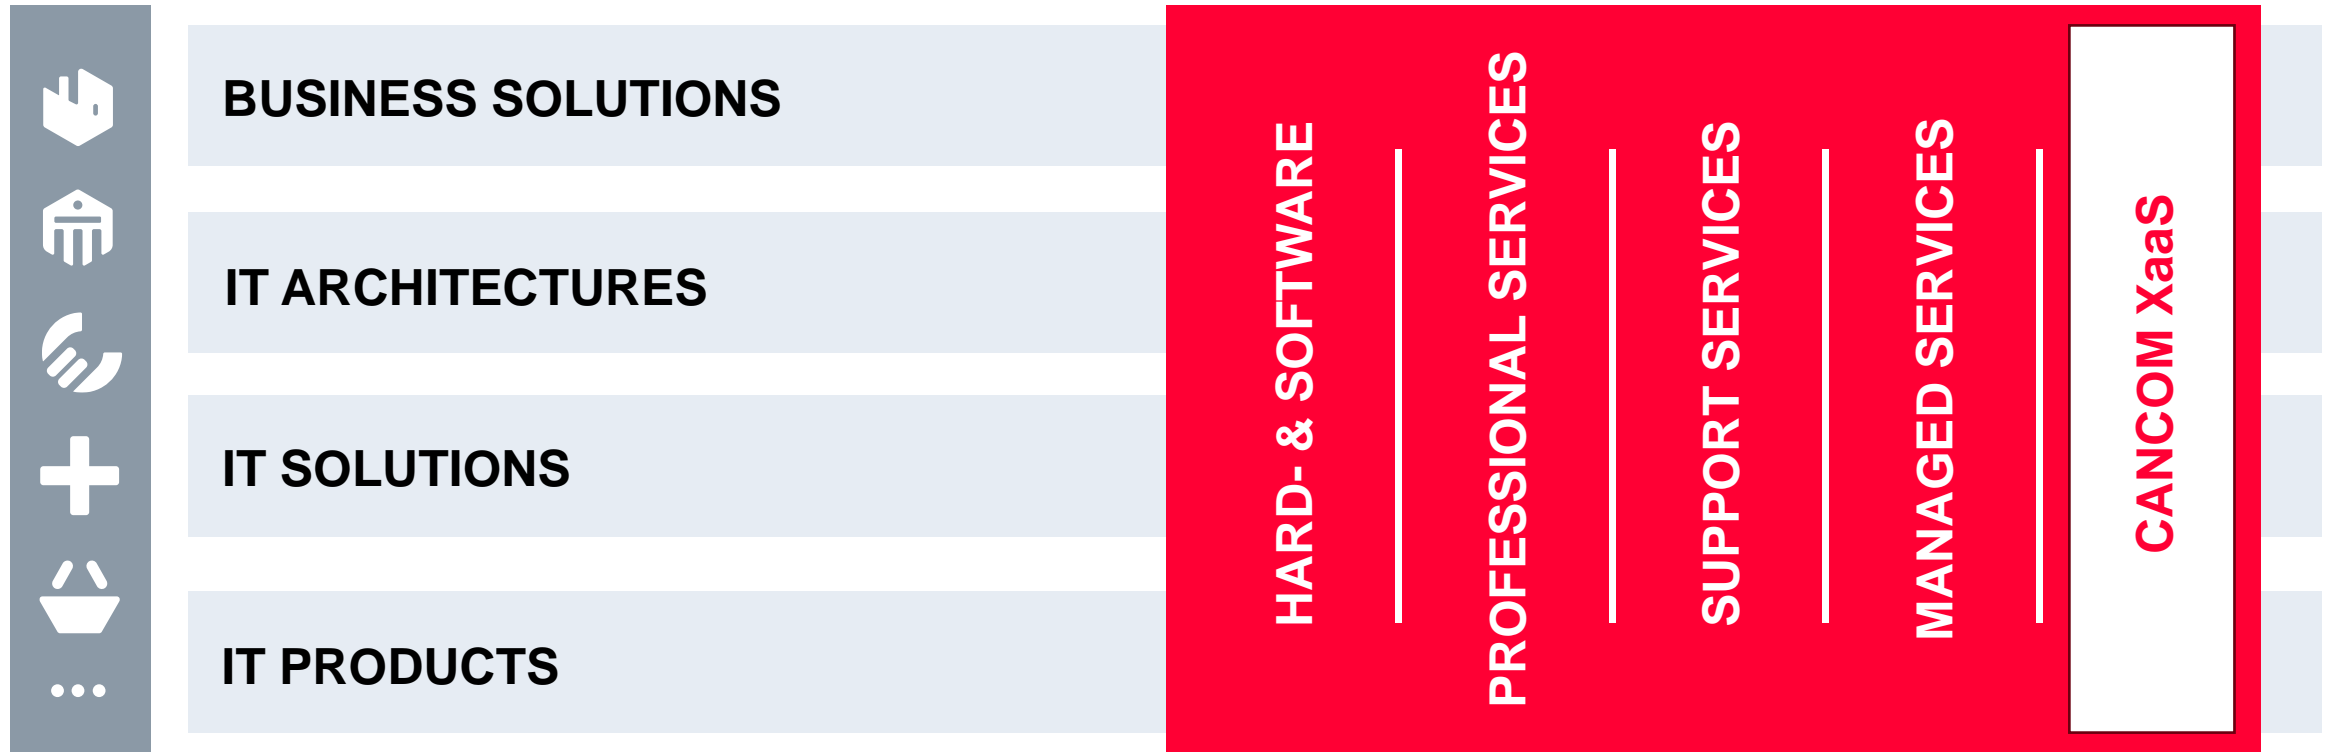 BUSINESS SOLUTIONS
IT ARCHITECTURES
IT SOLUTIONS
IT PRODUCTS
HARD- & SOFTWARE
PROFESSIONAL SERVICES
SUPPORT SERVICES
MANAGED SERVICES
CANCOM XaaS